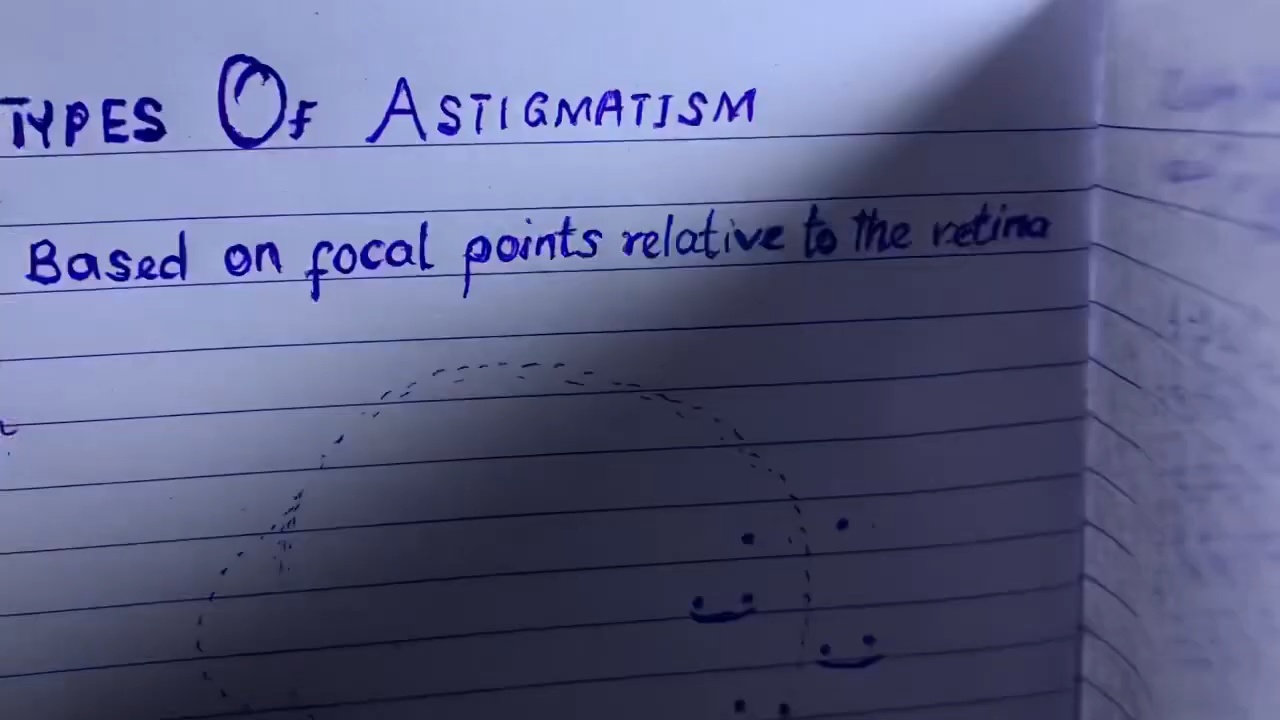 TYPES OF ASTIGMATISM
Based on focal points relative to the retina